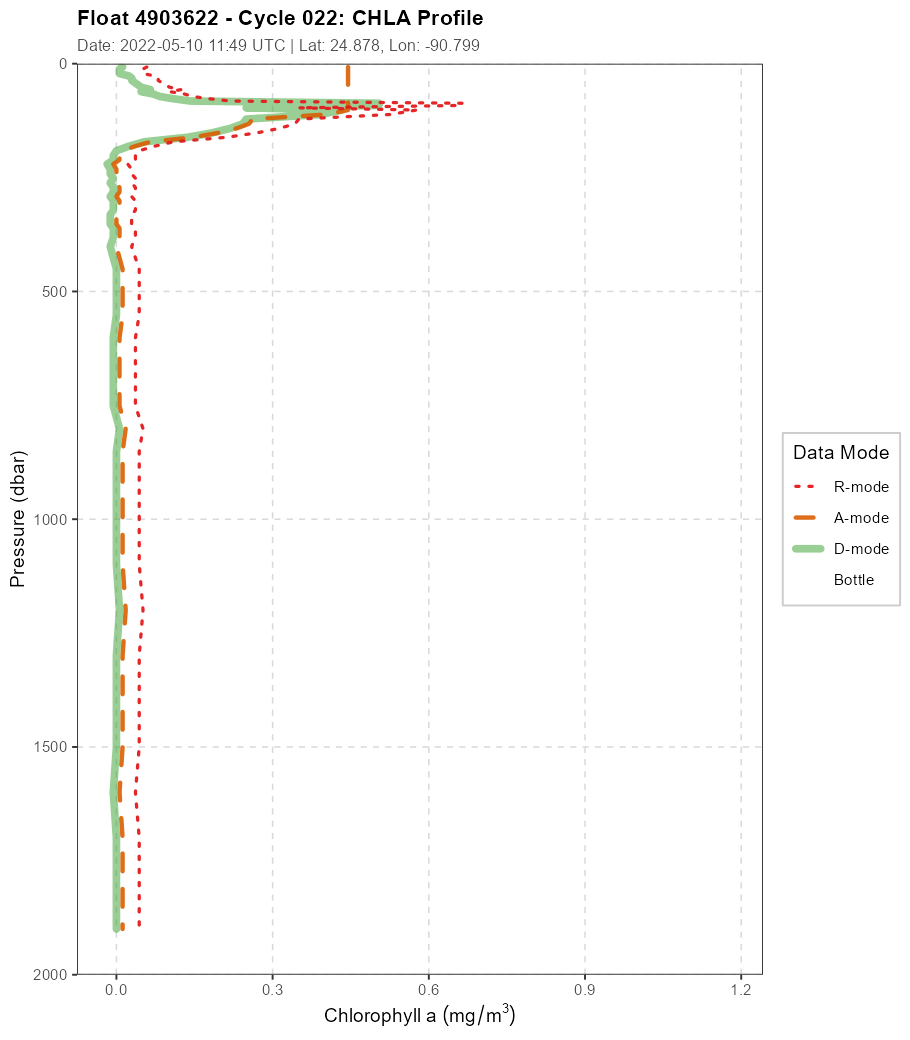 Float 4903622 - Cycle 022: CHLA Profile
Date: 2022-05-10 11:49 UTC | Lat: 24.878, Lon: -90.799
0
500
1000
1500
2000
Pressure (dbar)
0.0 0.3 0.6 0.9 1.2
Chlorophyll a (mg/m³)
Data Mode
R-mode
A-mode
D-mode
Bottle